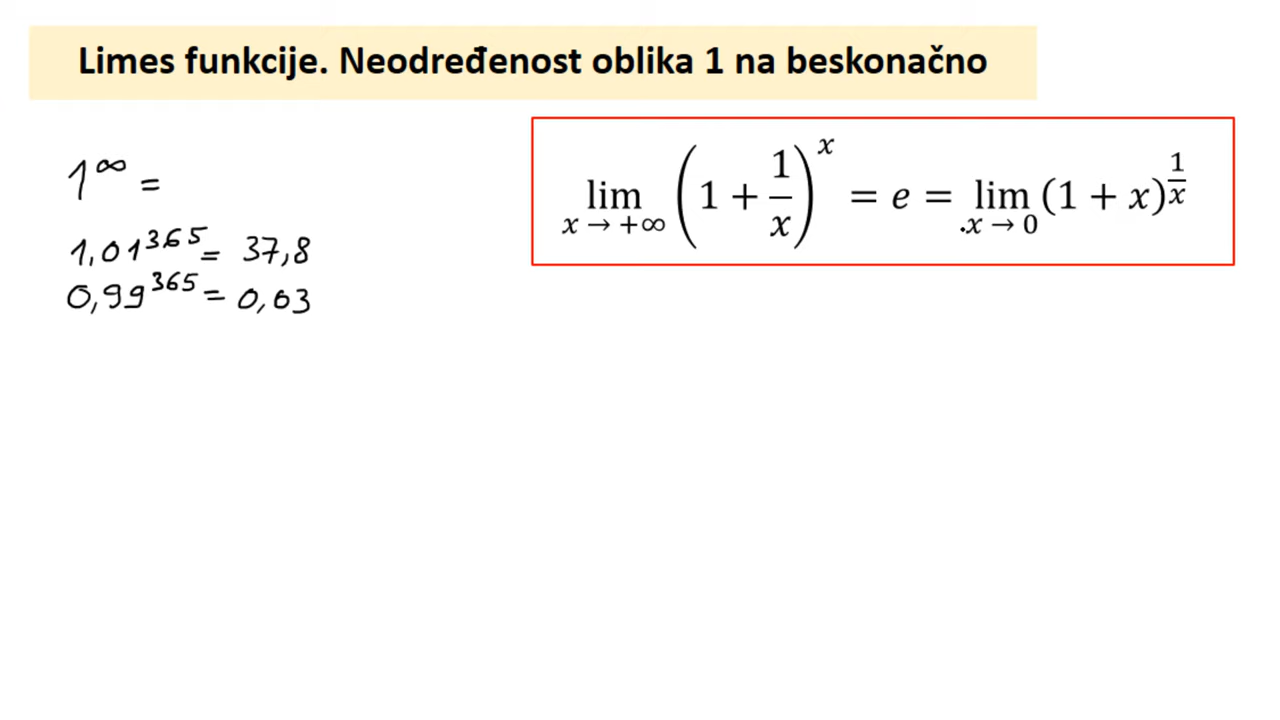 Limes funkcije. Neodređenost oblika 1 na beskonačno
1^∞ =
1,01^365 = 37,8
0,99^365 = 0,03
lim x→+∞ (1 + 1/x)^x = e = lim x→0 (1 + x)^(1/x)